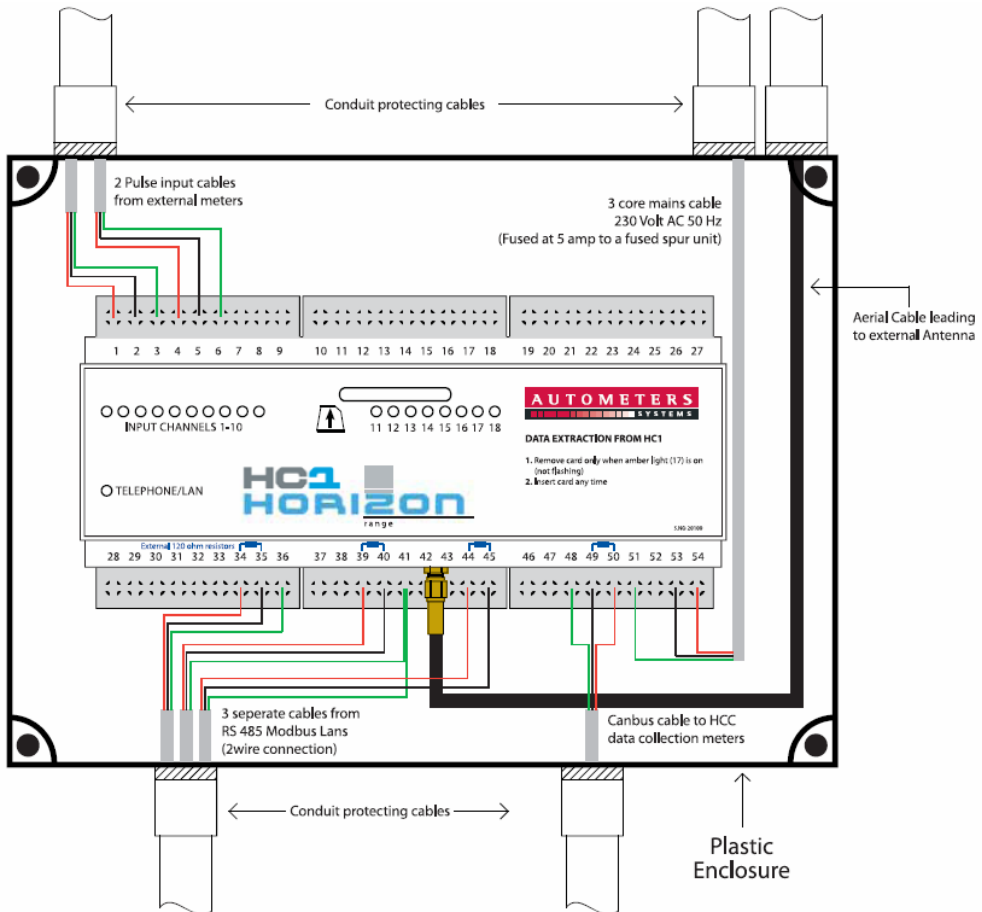 Conduit protecting cables
2 Pulse input cables
from external meters
3 core mains cable
230 Volt AC 50 Hz
(Fused at 5 amp to a fused spur unit)
Aerial Cable leading
to external Antenna
1 2 3 4 5 6 7 8 9
10 11 12 13 14 15 16 17 18
19 20 21 22 23 24 25 26 27
INPUT CHANNELS 1-10
11 12 13 14 15 16 17 18
AUTOMETERS
SYSTEMS
DATA EXTRACTION FROM HC1
1. Remove card only when amber light (17) is on
(not flashing)
2. Insert card any time
TELEPHONE/LAN
HC1
HORIZON
range
External 120 ohm resistors
28 29 30 31 32 33 34 35 36
37 38 39 40 41 42 43 44 45
46 47 48 49 50 51 52 53 54
3 seperate cables from
RS 485 Modbus Lans
(2wire connection)
Canbus cable to HCC
data collection meters
Conduit protecting cables
Plastic
Enclosure